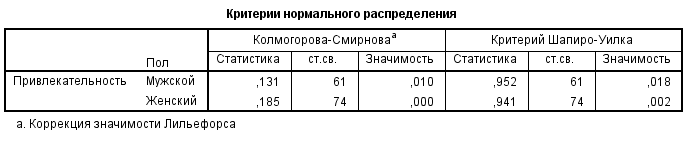 Критерии нормального распределения
Колмогорова-Смирнова a Критерий Шапиро-Уилка
Пол Статистика ст.св. Значимость Статистика ст.св. Значимость
Привлекательность Мужской ,131 61 ,010 ,952 61 ,018
Женский ,185 74 ,000 ,941 74 ,002
a. Коррекция значимости Лильефорса